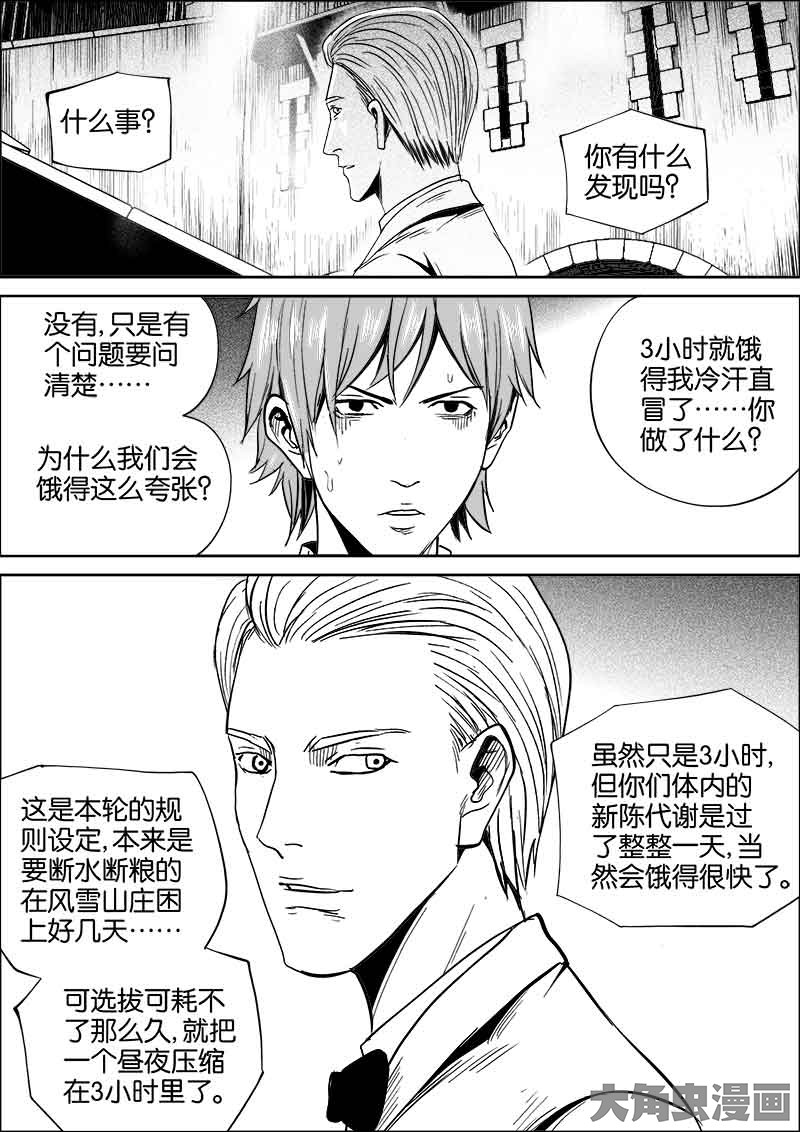 什么事?
你有什么
发现吗?
没有,只是有
个问题要问
清楚……
为什么我们会
饿得这么夸张?
3小时就饿
得我冷汗直
冒了……你
做了什么?
虽然只是3小时,
但你们体内的
新陈代谢是过
了整整一天,当
然会饿得很快了。
这是本轮的规
则设定,本来是
要断水断粮的
在风雪山庄困
上好几天……
可选拔可耗不
了那么久,就把
一个昼夜压缩
在3小时里了。
大角虫漫画